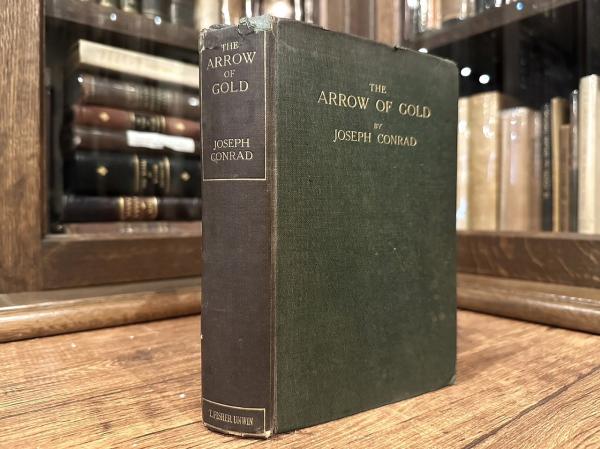 THE
ARROW
OF
GOLD
JOSEPH
CONRAD
T. FISHER UNWIN
THE
ARROW OF GOLD
BY
JOSEPH CONRAD